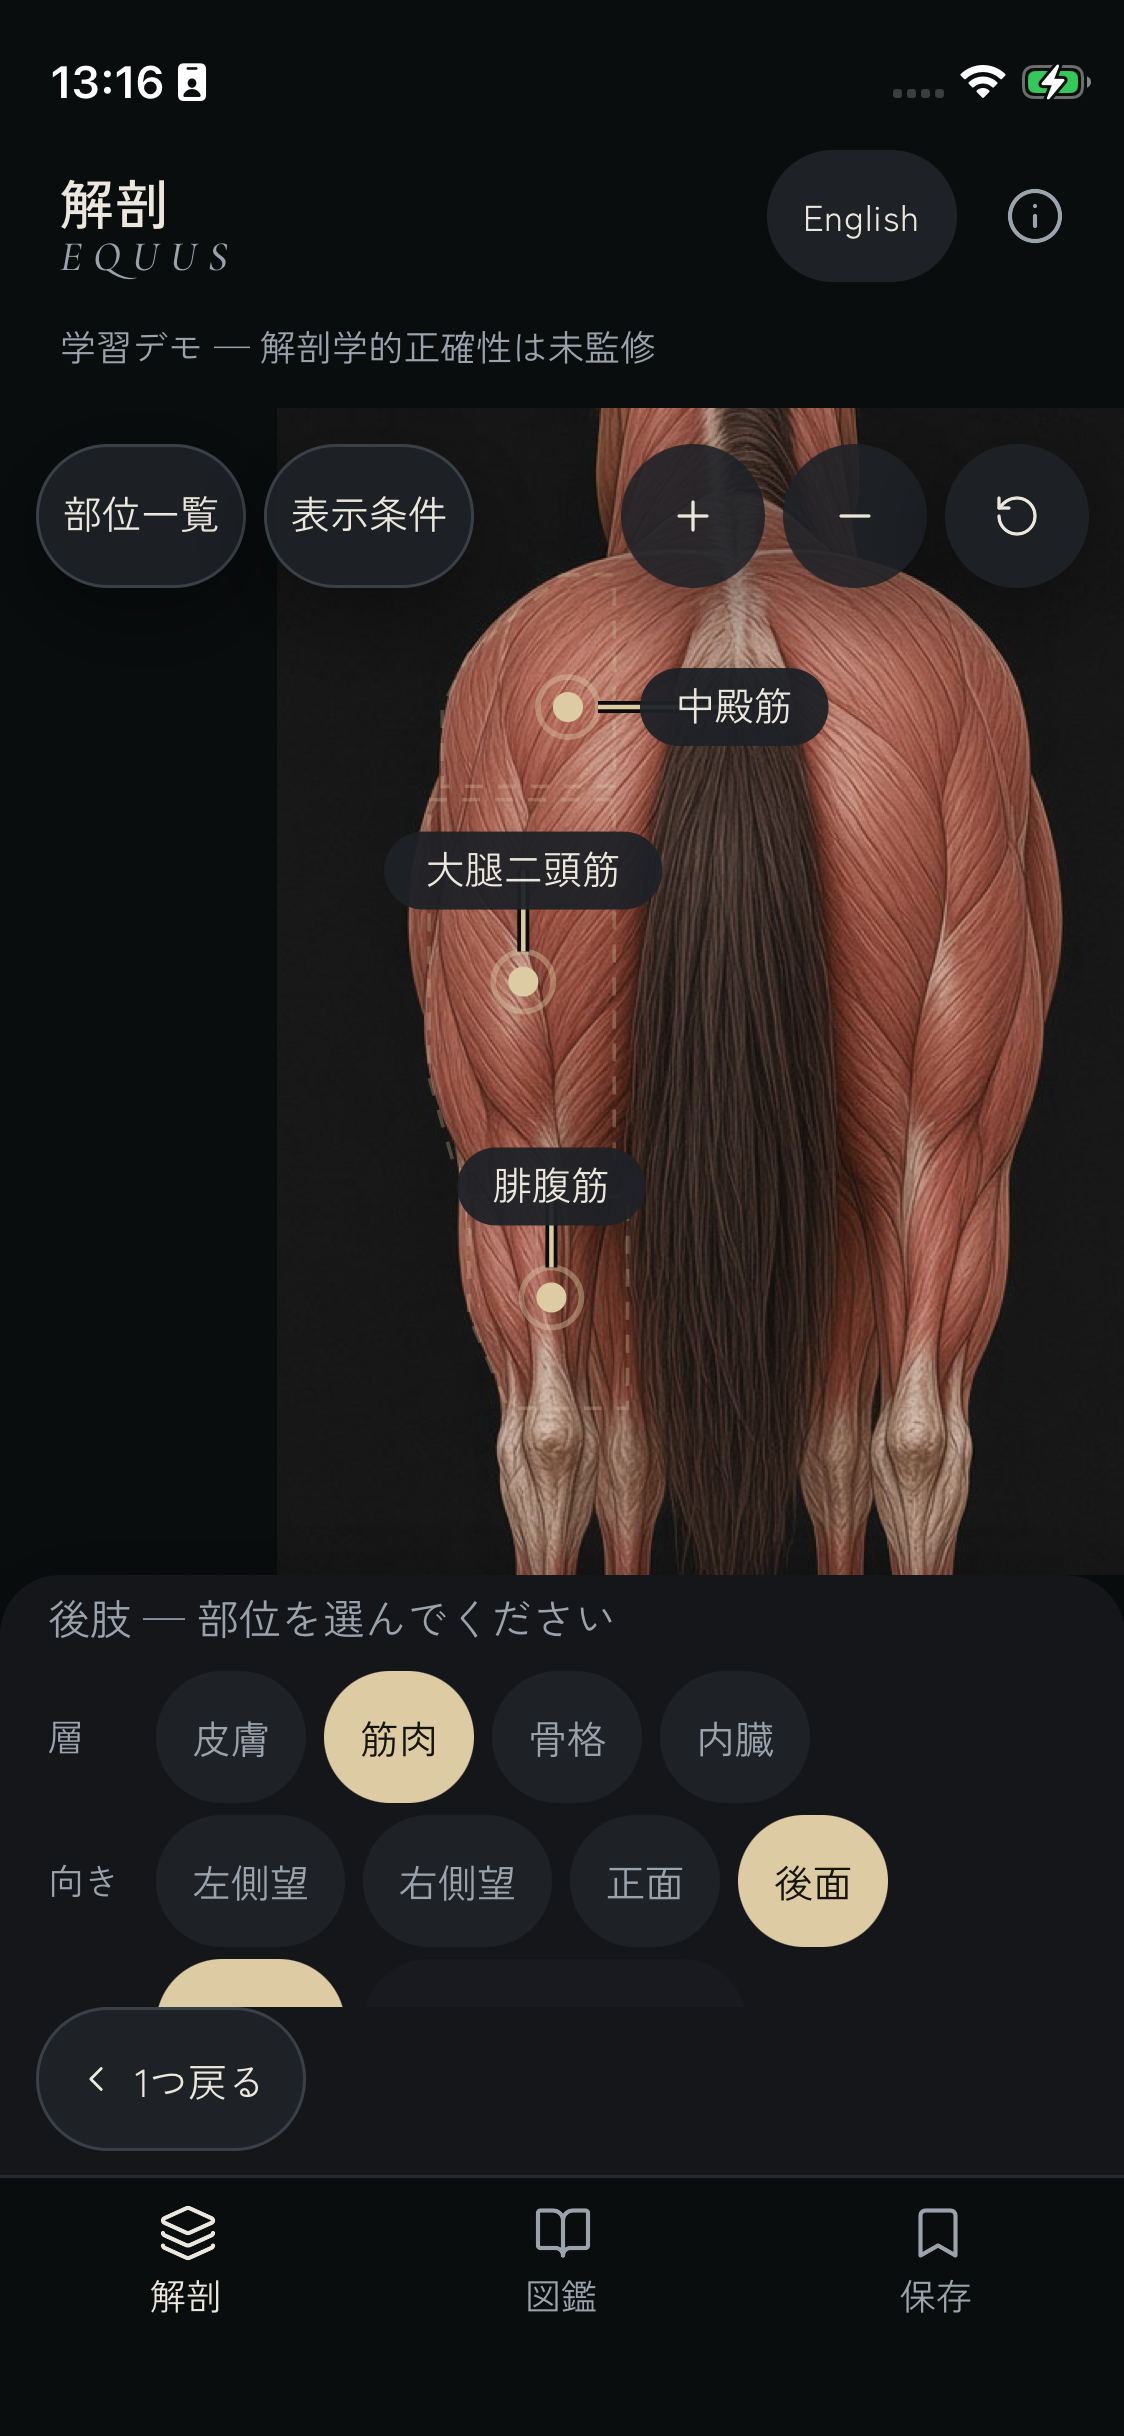 13:16
解剖
EQUUS
English
学習デモ — 解剖学的正確性は未監修
部位一覧
表示条件
中殿筋
大腿二頭筋
腓腹筋
後肢 — 部位を選んでください
層
皮膚
筋肉
骨格
内臓
向き
左側望
右側望
正面
後面
1つ戻る
解剖
図鑑
保存